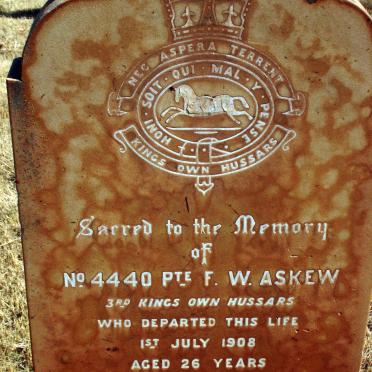 NEC ASPERA TERRENT
HONI SOIT QUI MAL Y PENSE
KINGS OWN HUSSARS
Sacred to the Memory
of
No 4440 PTE F. W. ASKEW
3RD KINGS OWN HUSSARS
WHO DEPARTED THIS LIFE
1ST JULY 1908
AGED 26 YEARS